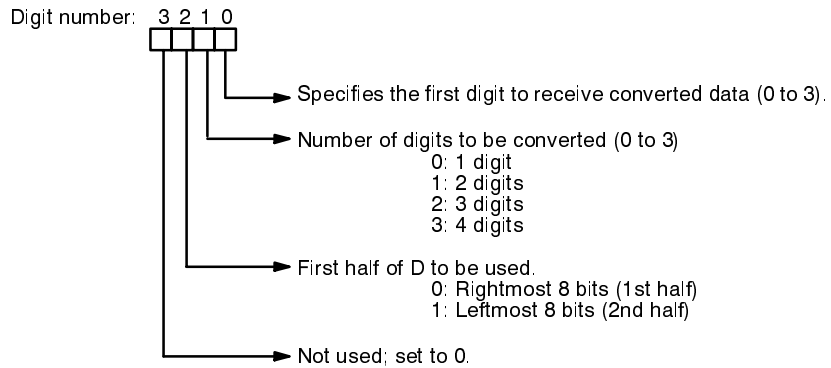 Digit number: 3 2 1 0
Specifies the first digit to receive converted data (0 to 3).
Number of digits to be converted (0 to 3)
0: 1 digit
1: 2 digits
2: 3 digits
3: 4 digits
First half of D to be used.
0: Rightmost 8 bits (1st half)
1: Leftmost 8 bits (2nd half)
Not used; set to 0.